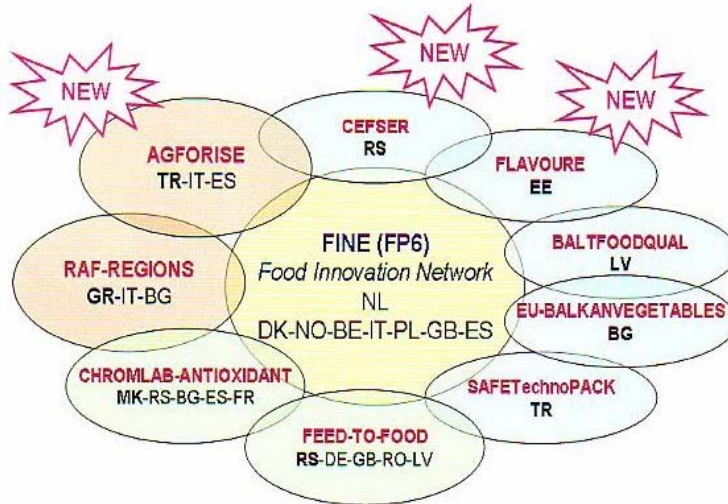 NEW
NEW
NEW
CEFSER
RS
AGFORISE
TR-IT-ES
FLAVOURE
EE
FINE (FP6)
Food Innovation Network
NL
DK-NO-BE-IT-PL-GB-ES
BALTFOODQUAL
LV
RAF-REGIONS
GR-IT-BG
EU-BALKANVEGETABLES
BG
CHROMLAB-ANTIOXIDANT
MK-RS-BG-ES-FR
SAFETechnoPACK
TR
FEED-TO-FOOD
RS-DE-GB-RO-LV